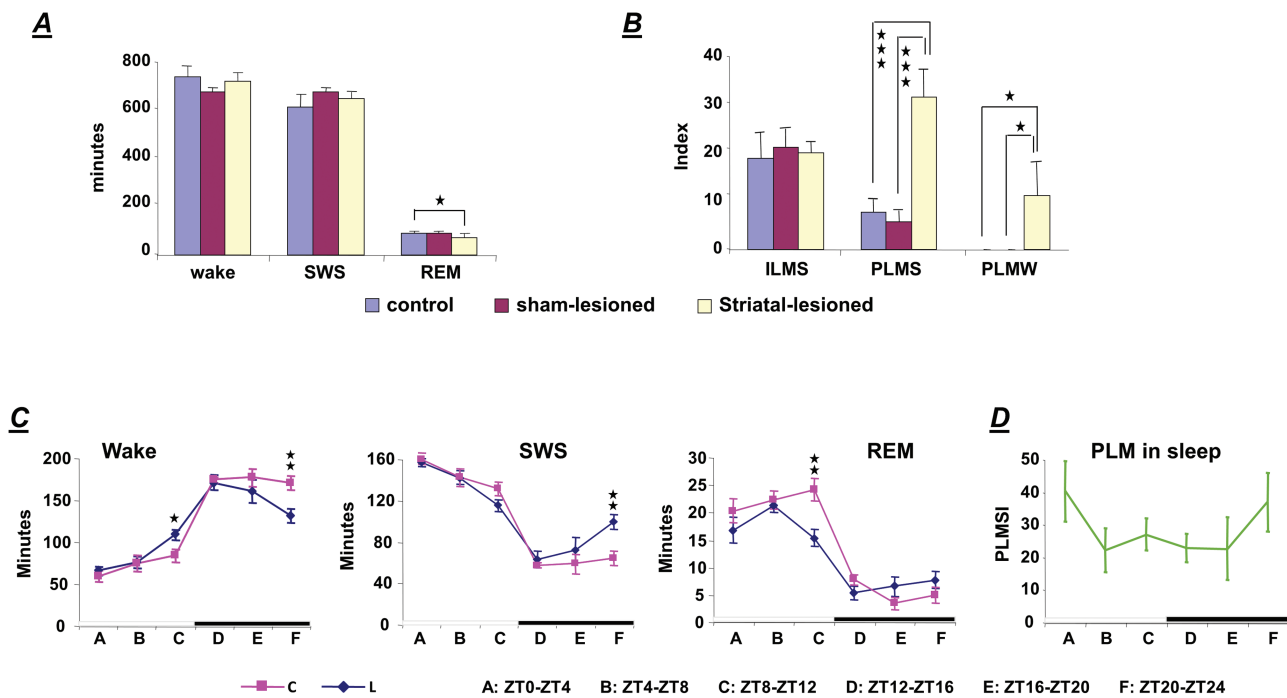 A
B
800
600
400
200
0
minutes
wake SWS REM
40
30
20
10
0
Index
ILMS PLMS PLMW
control sham-lesioned Striatal-lesioned
C
D
Wake
200
150
100
50
0
Minutes
A B C D E F
SWS
160
120
80
40
0
Minutes
A B C D E F
REM
30
25
20
15
10
5
0
Minutes
A B C D E F
PLM in sleep
50
40
30
20
10
0
PLMSI
A B C D E F
C L A: ZT0-ZT4 B: ZT4-ZT8 C: ZT8-ZT12 D: ZT12-ZT16 E: ZT16-ZT20 F: ZT20-ZT24